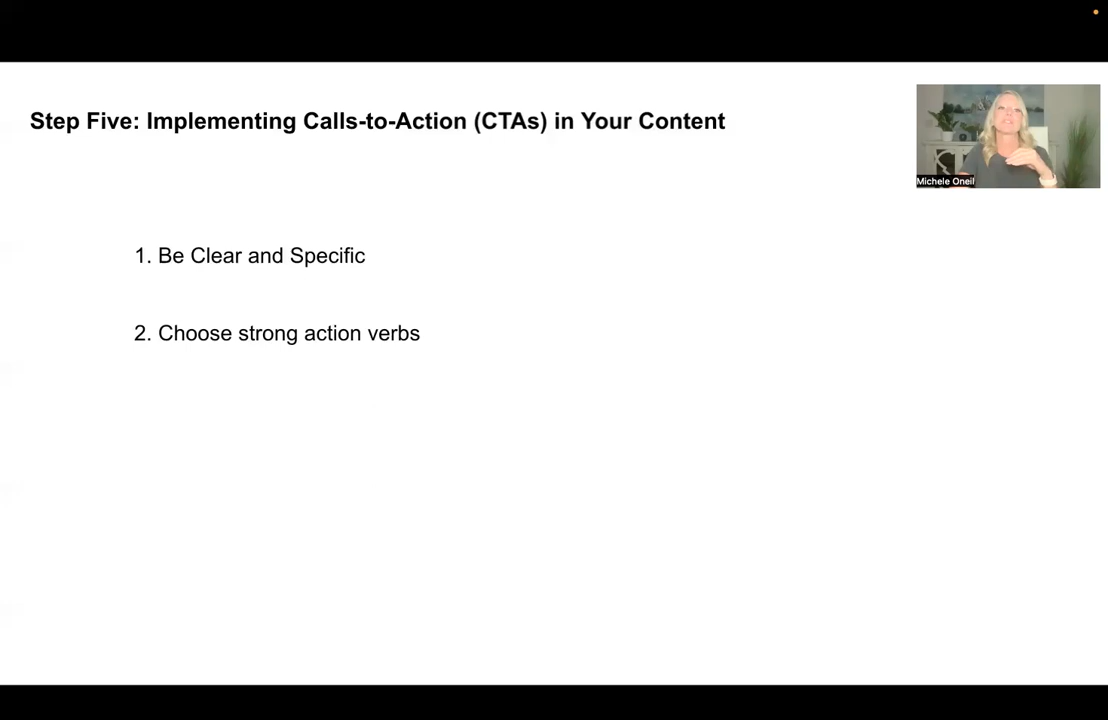 Step Five: Implementing Calls-to-Action (CTAs) in Your Content
Michele Oneil
1. Be Clear and Specific
2. Choose strong action verbs